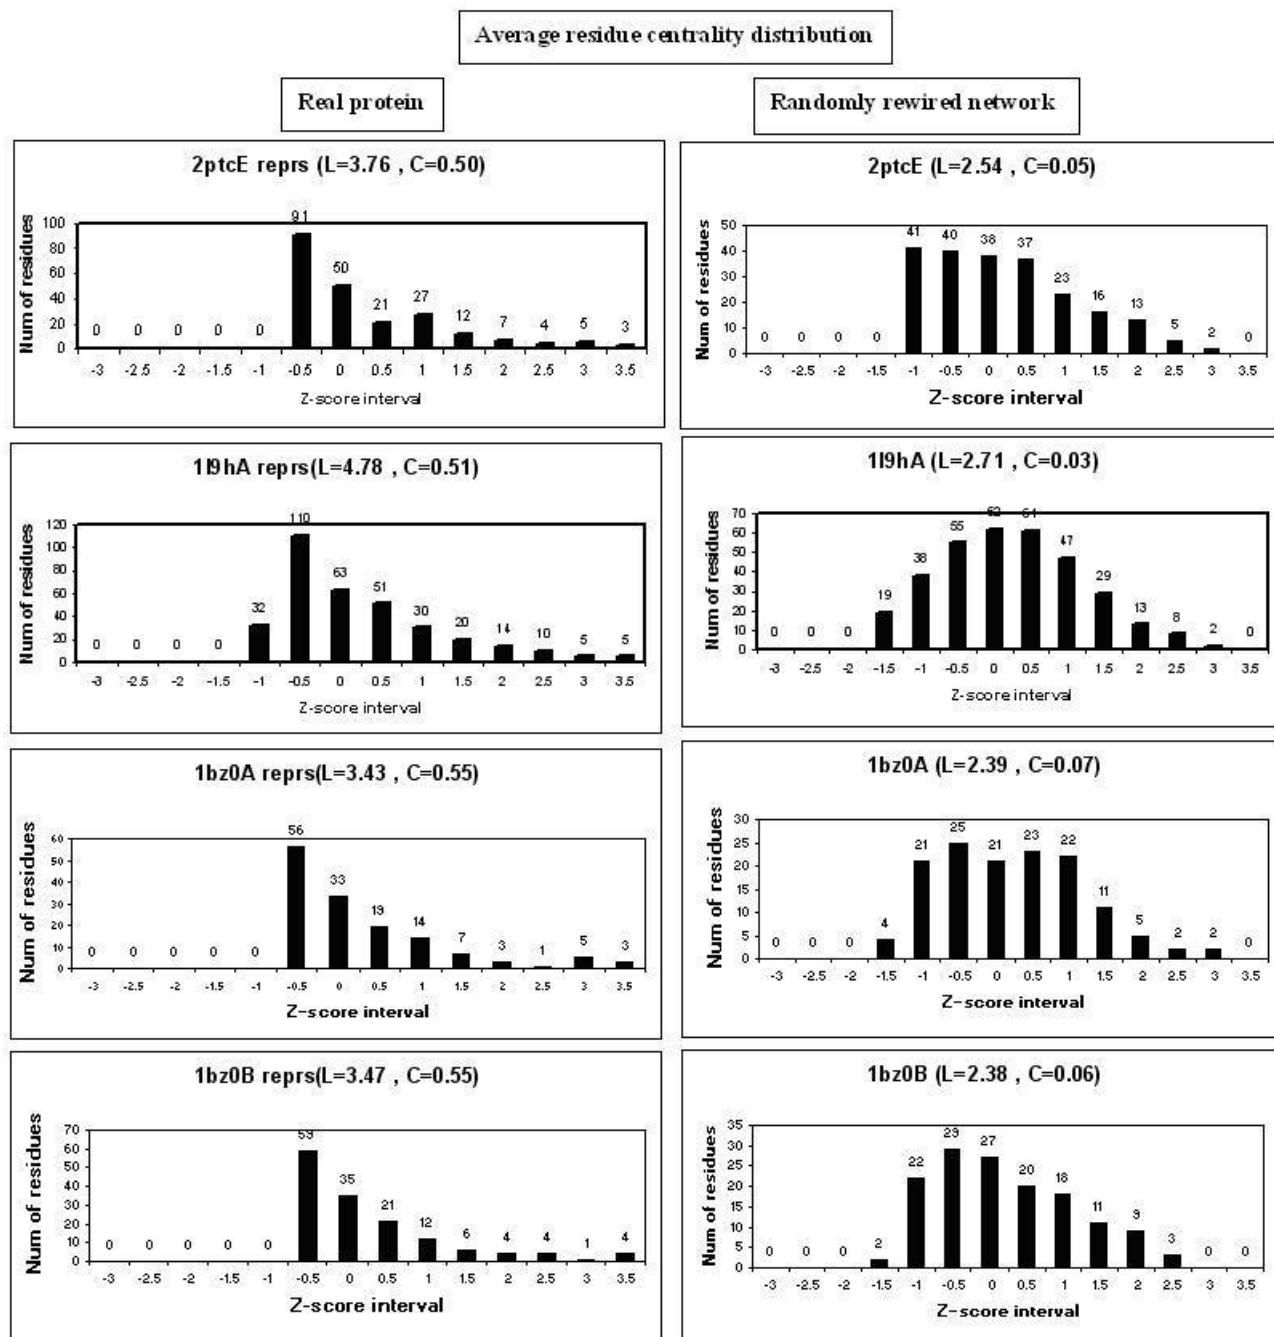 Average residue centrality distribution
Real protein
Randomly rewired network
2ptcE reprs (L=3.76 , C=0.50)
Num of residues
100
80
60
40
20
0
0 0 0 0 0 91 50 21 27 12 7 4 5 3
-3 -2.5 -2 -1.5 -1 -0.5 0 0.5 1 1.5 2 2.5 3 3.5
Z-score interval
2ptcE (L=2.54 , C=0.05)
Num of residues
50
40
30
20
10
0
0 0 0 0 41 40 38 37 23 16 13 5 2 0
-3 -2.5 -2 -1.5 -1 -0.5 0 0.5 1 1.5 2 2.5 3 3.5
Z-score interval
1l9hA reprs(L=4.78 , C=0.51)
Num of residues
120
100
80
60
40
20
0
0 0 0 0 32 110 63 51 30 20 14 10 5 5
-3 -2.5 -2 -1.5 -1 -0.5 0 0.5 1 1.5 2 2.5 3 3.5
Z-score interval
1l9hA (L=2.71 , C=0.03)
Num of residues
70
60
50
40
30
20
10
0
0 0 0 19 38 55 62 47 29 13 8 2 0
-3 -2.5 -2 -1.5 -1 -0.5 0 0.5 1 1.5 2 2.5 3 3.5
Z-score interval
1bz0A reprs(L=3.43 , C=0.55)
Num of residues
60
50
40
30
20
10
0
0 0 0 0 0 56 33 19 14 7 3 1 5 3
-3 -2.5 -2 -1.5 -1 -0.5 0 0.5 1 1.5 2 2.5 3 3.5
Z-score interval
1bz0A (L=2.39 , C=0.07)
Num of residues
30
25
20
15
10
5
0
0 0 0 4 21 25 21 23 22 11 5 2 2 0
-3 -2.5 -2 -1.5 -1 -0.5 0 0.5 1 1.5 2 2.5 3 3.5
Z-score interval
1bz0B reprs(L=3.47 , C=0.55)
Num of residues
70
60
50
40
30
20
10
0
0 0 0 0 0 59 35 21 12 6 4 4 1 4
-3 -2.5 -2 -1.5 -1 -0.5 0 0.5 1 1.5 2 2.5 3 3.5
Z-score interval
1bz0B (L=2.38 , C=0.06)
Num of residues
35
30
25
20
15
10
5
0
0 0 0 2 22 29 27 20 18 11 9 3 0 0
-3 -2.5 -2 -1.5 -1 -0.5 0 0.5 1 1.5 2 2.5 3 3.5
Z-score interval